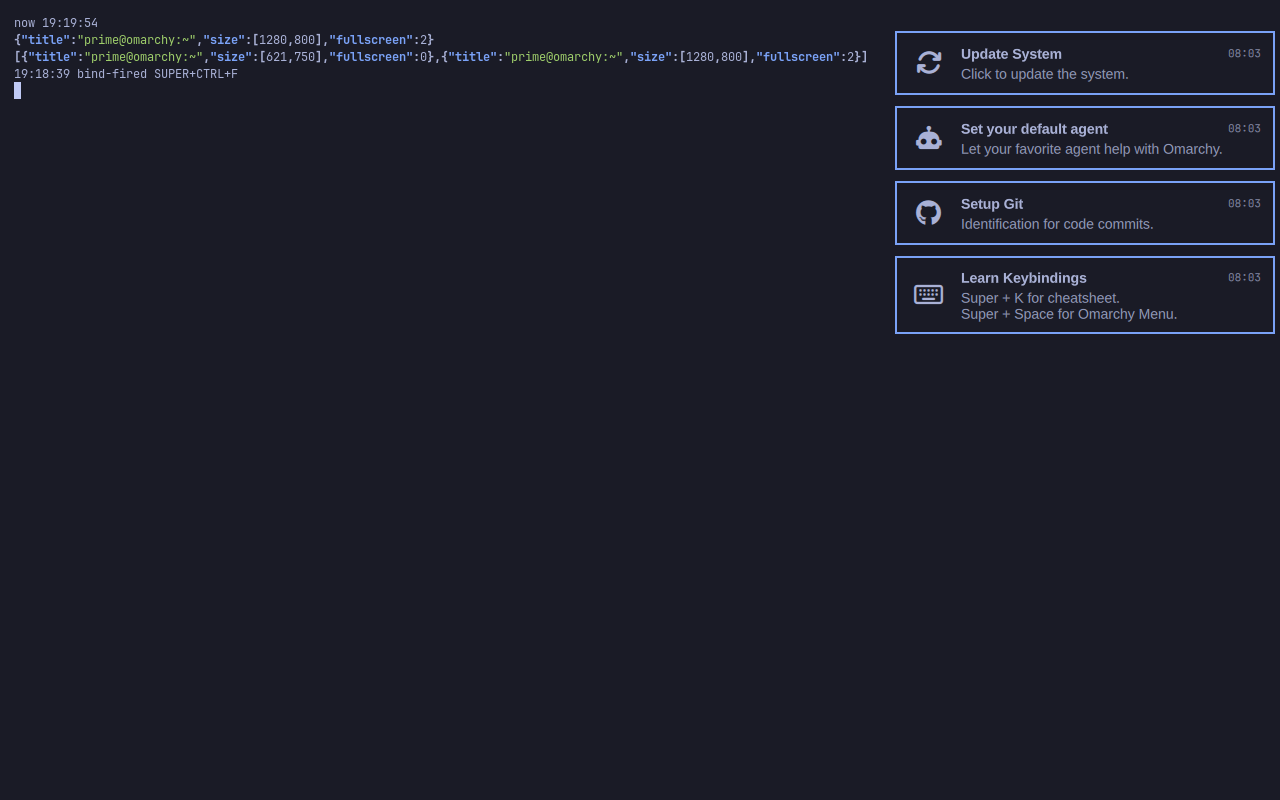 now 19:19:54
{"title":"prime@omarchy:~","size":[1280,800],"fullscreen":2}
[{"title":"prime@omarchy:~","size":[621,750],"fullscreen":0},{"title":"prime@omarchy:~","size":[1280,800],"fullscreen":2}]
19:18:39 bind-fired SUPER+CTRL+F
Update System 08:03
Click to update the system.
Set your default agent 08:03
Let your favorite agent help with Omarchy.
Setup Git 08:03
Identification for code commits.
Learn Keybindings 08:03
Super + K for cheatsheet.
Super + Space for Omarchy Menu.